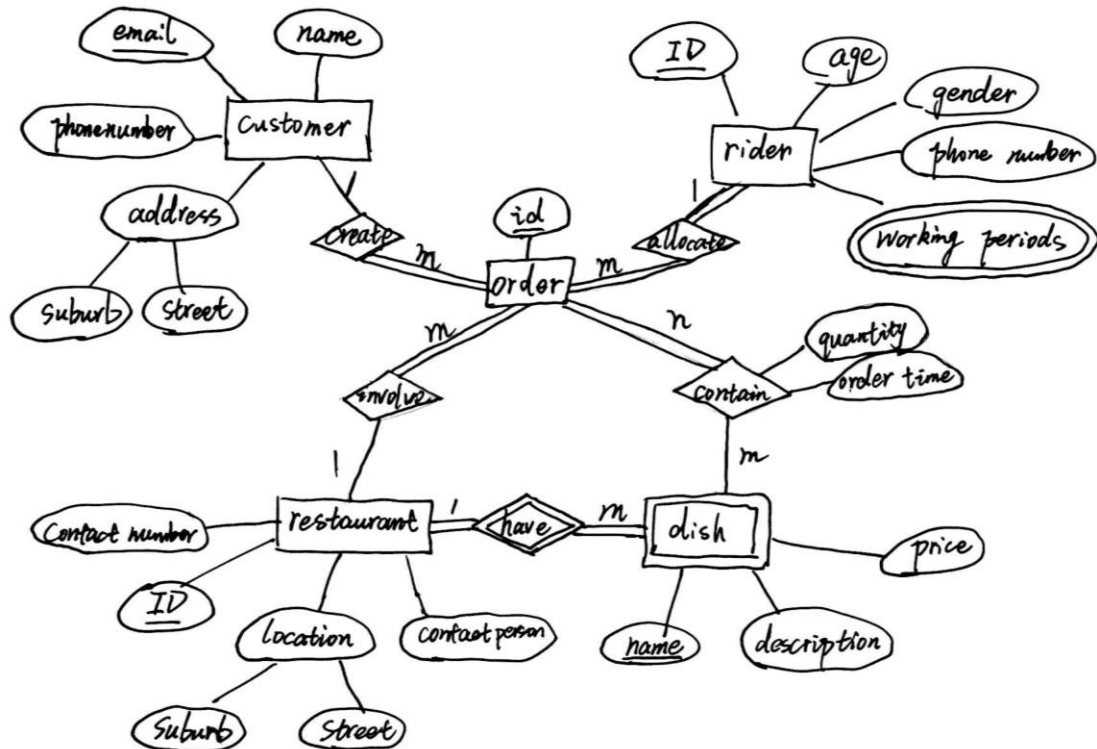 email
name
ID
age
gender
phonenumber
customer
rider
phone number
address
1
1
id
working periods
create
allocate
m
m
order
suburb
street
m
n
quantity
order time
involve
contain
1
m
contact number
restaurant
1
have
m
dish
price
ID
location
contact person
name
description
suburb
street